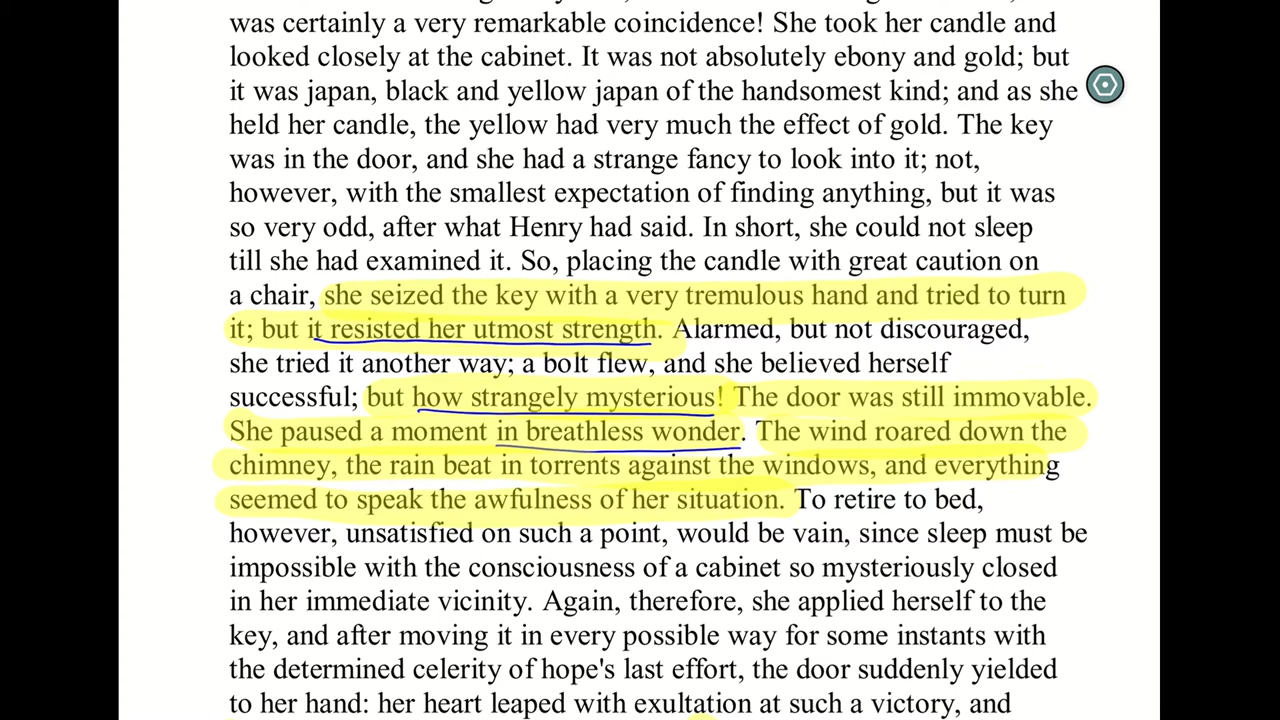 was certainly a very remarkable coincidence! She took her candle and
looked closely at the cabinet. It was not absolutely ebony and gold; but
it was japan, black and yellow japan of the handsomest kind; and as she
held her candle, the yellow had very much the effect of gold. The key
was in the door, and she had a strange fancy to look into it; not,
however, with the smallest expectation of finding anything, but it was
so very odd, after what Henry had said. In short, she could not sleep
till she had examined it. So, placing the candle with great caution on
a chair, she seized the key with a very tremulous hand and tried to turn
it; but it resisted her utmost strength. Alarmed, but not discouraged,
she tried it another way; a bolt flew, and she believed herself
successful; but how strangely mysterious! The door was still immovable.
She paused a moment in breathless wonder. The wind roared down the
chimney, the rain beat in torrents against the windows, and everything
seemed to speak the awfulness of her situation. To retire to bed,
however, unsatisfied on such a point, would be vain, since sleep must be
impossible with the consciousness of a cabinet so mysteriously closed
in her immediate vicinity. Again, therefore, she applied herself to the
key, and after moving it in every possible way for some instants with
the determined celerity of hope's last effort, the door suddenly yielded
to her hand: her heart leaped with exultation at such a victory, and